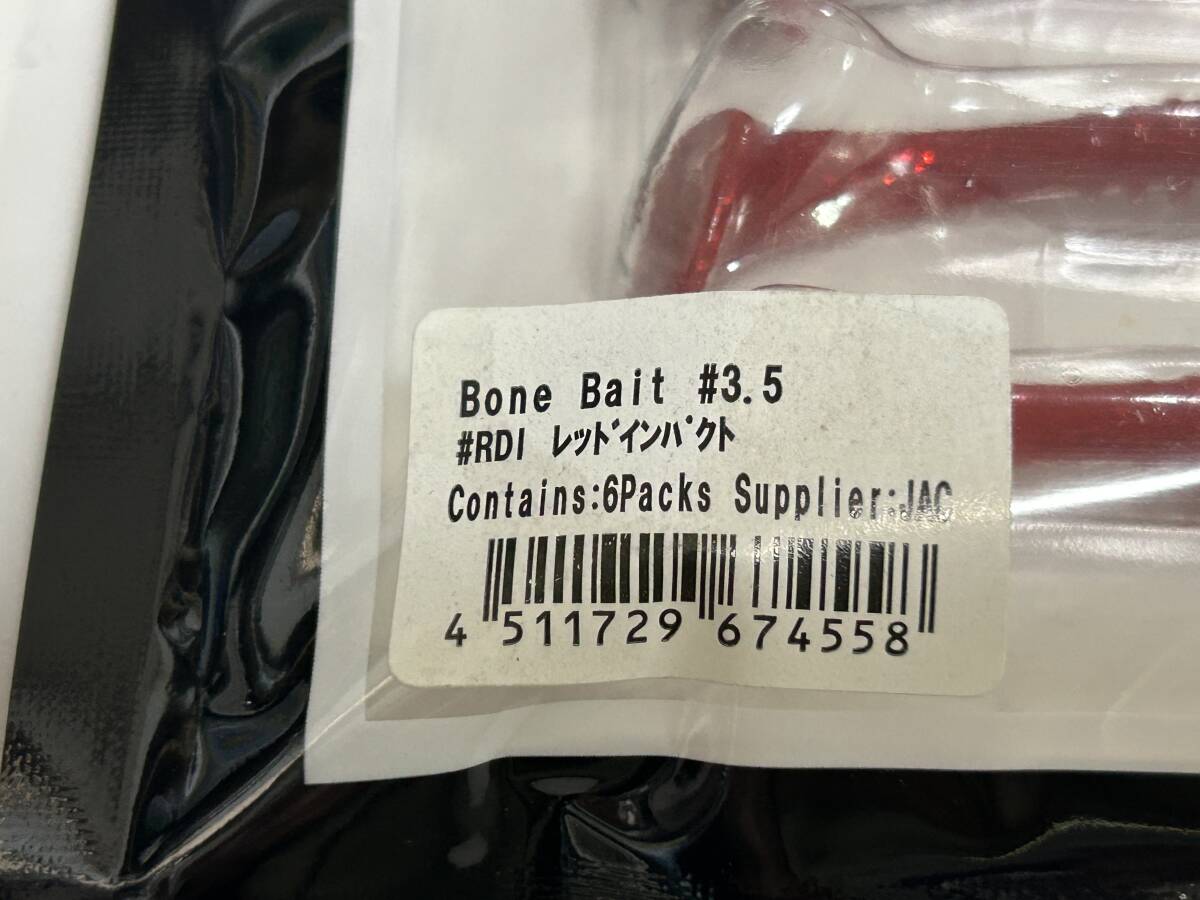 Bone Bait #3.5
#RDI ﾚｯﾄﾞｲﾝﾊﾟｸﾄ
Contains:6Packs Supplier:JAC
4 511729 674558